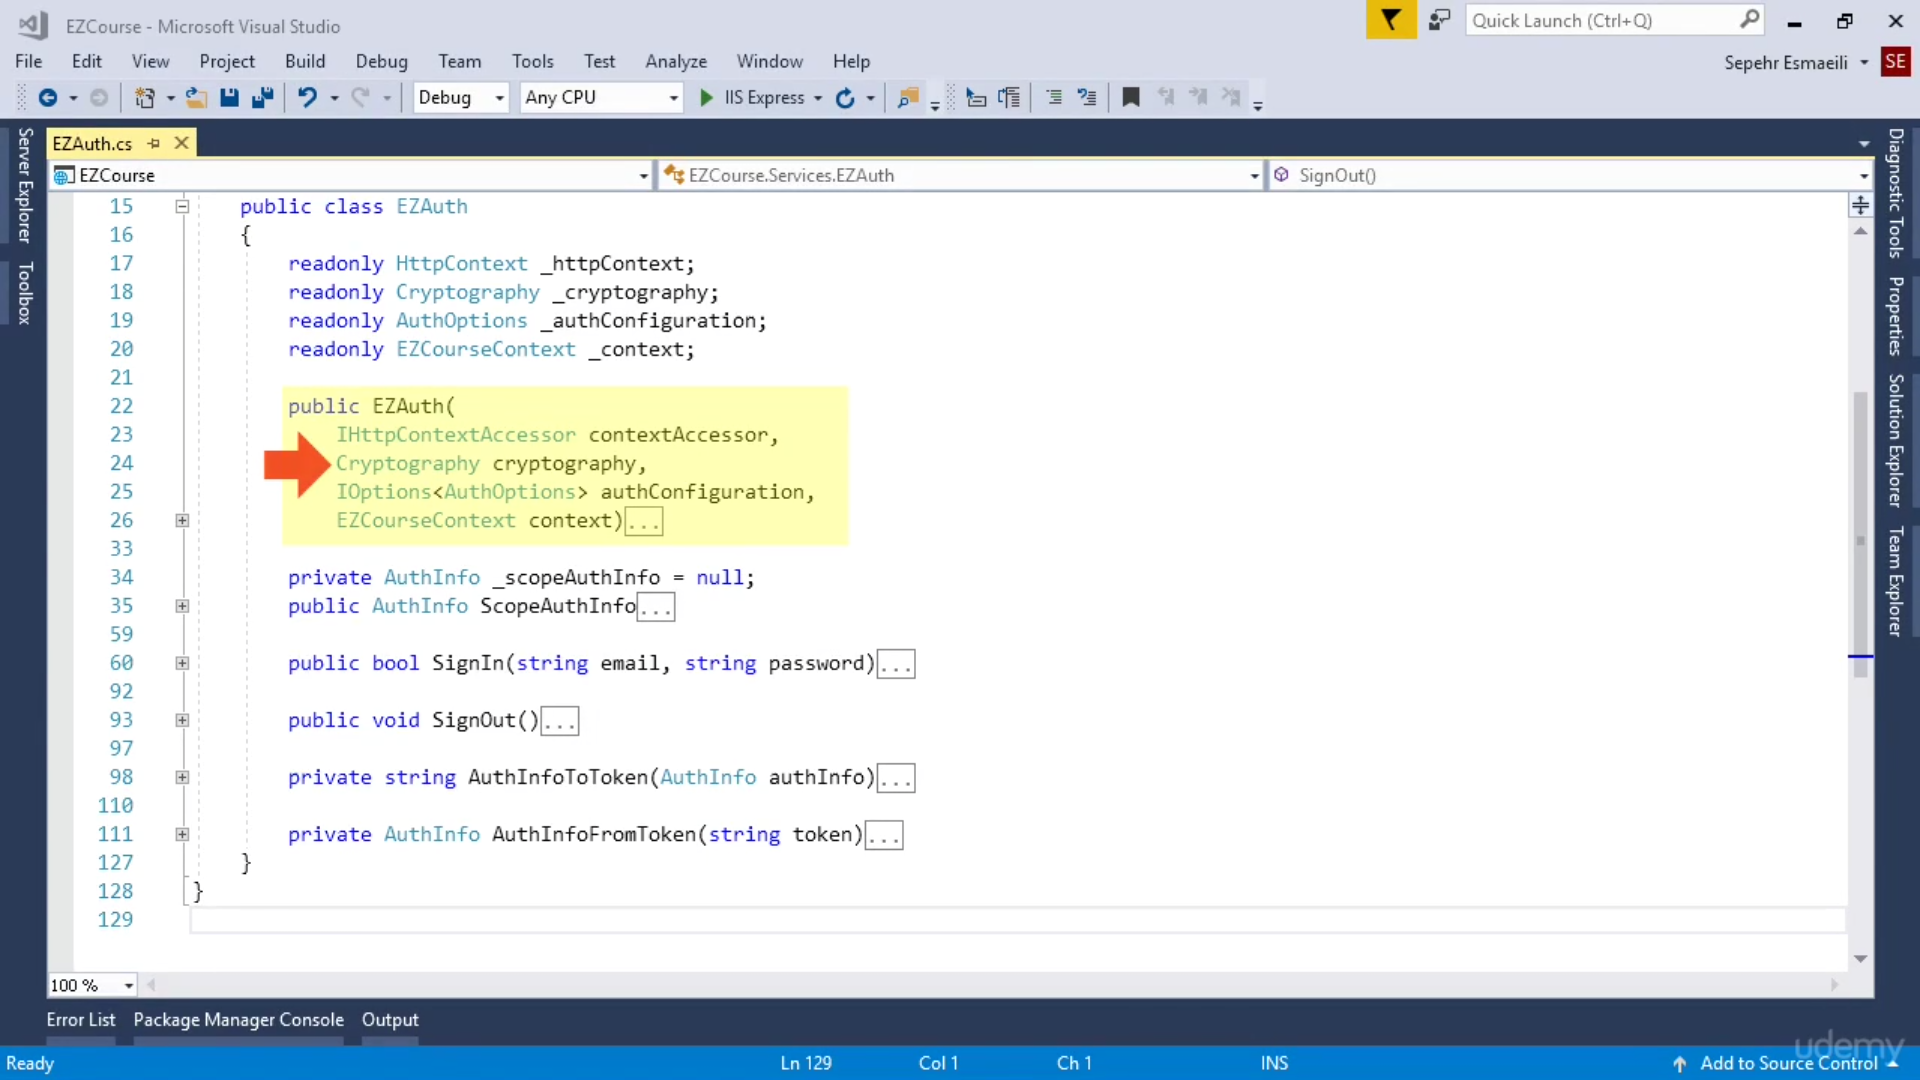 EZCourse - Microsoft Visual Studio
Quick Launch (Ctrl+Q)
File Edit View Project Build Debug Team Tools Test Analyze Window Help
Sepehr Esmaeili SE
Debug Any CPU IIS Express
Server Explorer
Toolbox
EZAuth.cs
EZCourse EZCourse.Services.EZAuth SignOut()
15 public class EZAuth
16 {
17 readonly HttpContext _httpContext;
18 readonly Cryptography _cryptography;
19 readonly AuthOptions _authConfiguration;
20 readonly EZCourseContext _context;
21
22 public EZAuth(
23 IHttpContextAccessor contextAccessor,
24 Cryptography cryptography,
25 IOptions<AuthOptions> authConfiguration,
26 EZCourseContext context)...
33
34 private AuthInfo _scopeAuthInfo = null;
35 public AuthInfo ScopeAuthInfo...
59
60 public bool SignIn(string email, string password)...
92
93 public void SignOut()...
97
98 private string AuthInfoToToken(AuthInfo authInfo)...
110
111 private AuthInfo AuthInfoFromToken(string token)...
127 }
128 }
129
Diagnostic Tools
Properties
Solution Explorer
Team Explorer
100 %
Error List Package Manager Console Output
Ready Ln 129 Col 1 Ch 1 INS Add to Source Control
udemy